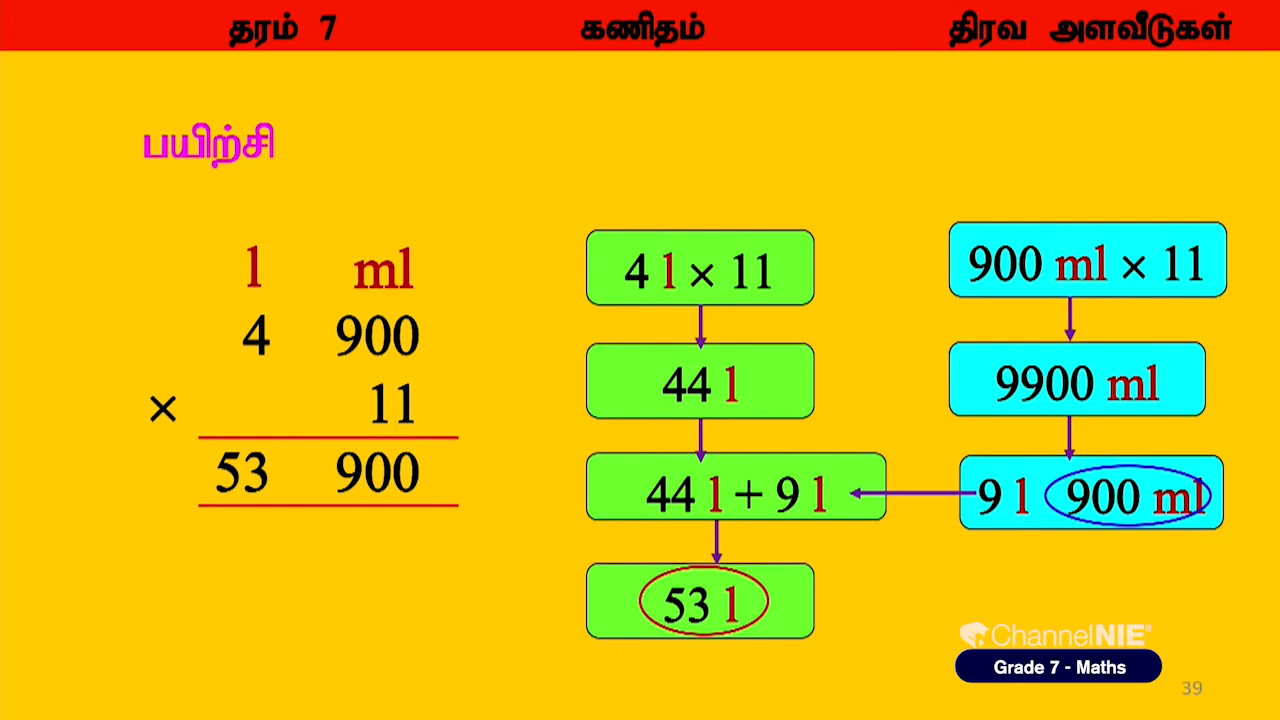 தரம் 7 கணிதம் திரவ அளவீடுகள்
பயிற்சி
l ml
4 900
× 11
53 900
4 l × 11
44 l
44 l + 9 l
53 l
900 ml × 11
9900 ml
9 l 900 ml
ChannelNIE®
Grade 7 - Maths
39